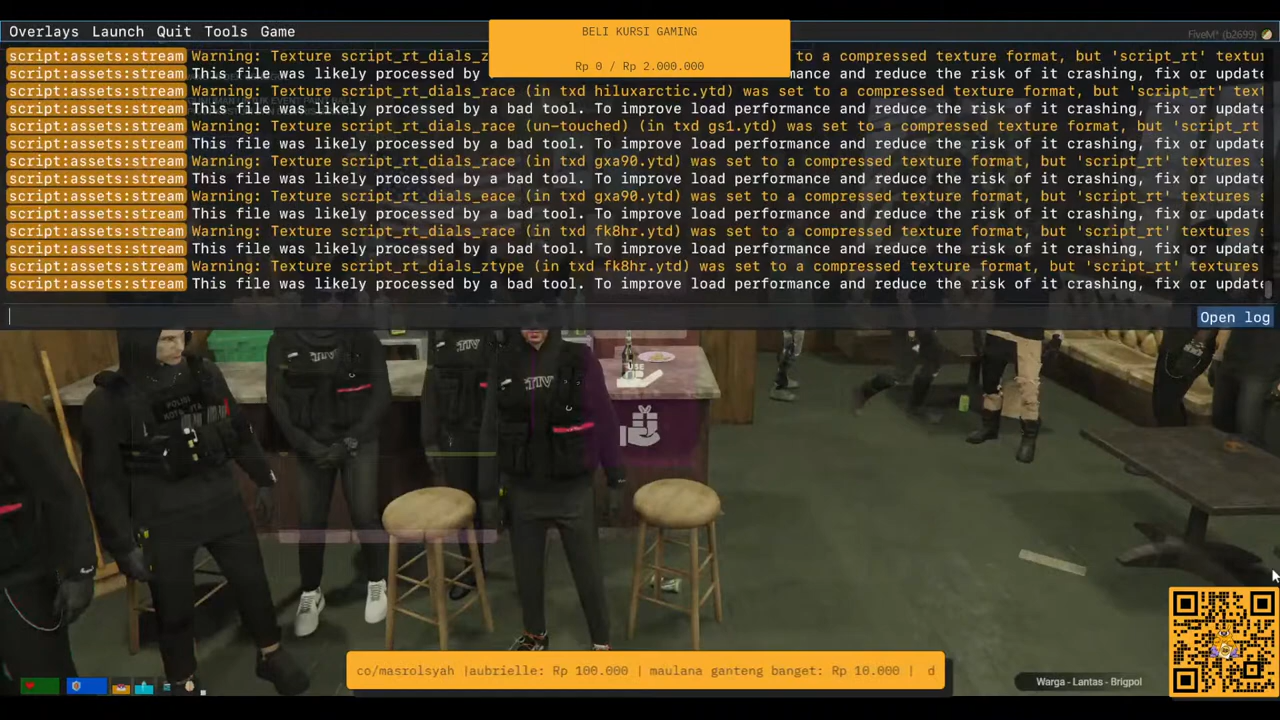 Overlays Launch Quit Tools Game
FiveM* (b2699)
BELI KURSI GAMING
Rp 0 / Rp 2.000.000
script:assets:stream Warning: Texture script_rt_dials_z to a compressed texture format, but 'script_rt' textur
script:assets:stream This file was likely processed by rmance and reduce the risk of it crashing, fix or update
script:assets:stream Warning: Texture script_rt_dials_race (in txd hiluxarctic.ytd) was set to a compressed texture format, but 'script_rt' text
script:assets:stream This file was likely processed by a bad tool. To improve load performance and reduce the risk of it crashing, fix or update
script:assets:stream Warning: Texture script_rt_dials_race (un-touched) (in txd gs1.ytd) was set to a compressed texture format, but 'script_rt
script:assets:stream This file was likely processed by a bad tool. To improve load performance and reduce the risk of it crashing, fix or update
script:assets:stream Warning: Texture script_rt_dials_race (in txd gxa90.ytd) was set to a compressed texture format, but 'script_rt' textures s
script:assets:stream This file was likely processed by a bad tool. To improve load performance and reduce the risk of it crashing, fix or update
script:assets:stream Warning: Texture script_rt_dials_eace (in txd gxa90.ytd) was set to a compressed texture format, but 'script_rt' textures s
script:assets:stream This file was likely processed by a bad tool. To improve load performance and reduce the risk of it crashing, fix or update
script:assets:stream Warning: Texture script_rt_dials_race (in txd fk8hr.ytd) was set to a compressed texture format, but 'script_rt' textures s
script:assets:stream This file was likely processed by a bad tool. To improve load performance and reduce the risk of it crashing, fix or update
script:assets:stream Warning: Texture script_rt_dials_ztype (in txd fk8hr.ytd) was set to a compressed texture format, but 'script_rt' textures
script:assets:stream This file was likely processed by a bad tool. To improve load performance and reduce the risk of it crashing, fix or update
Open log
USE
POLISI
co/masrolsyah |aubrielle: Rp 100.000 | maulana ganteng banget: Rp 10.000 | d
Warga - Lantas - Brigpol